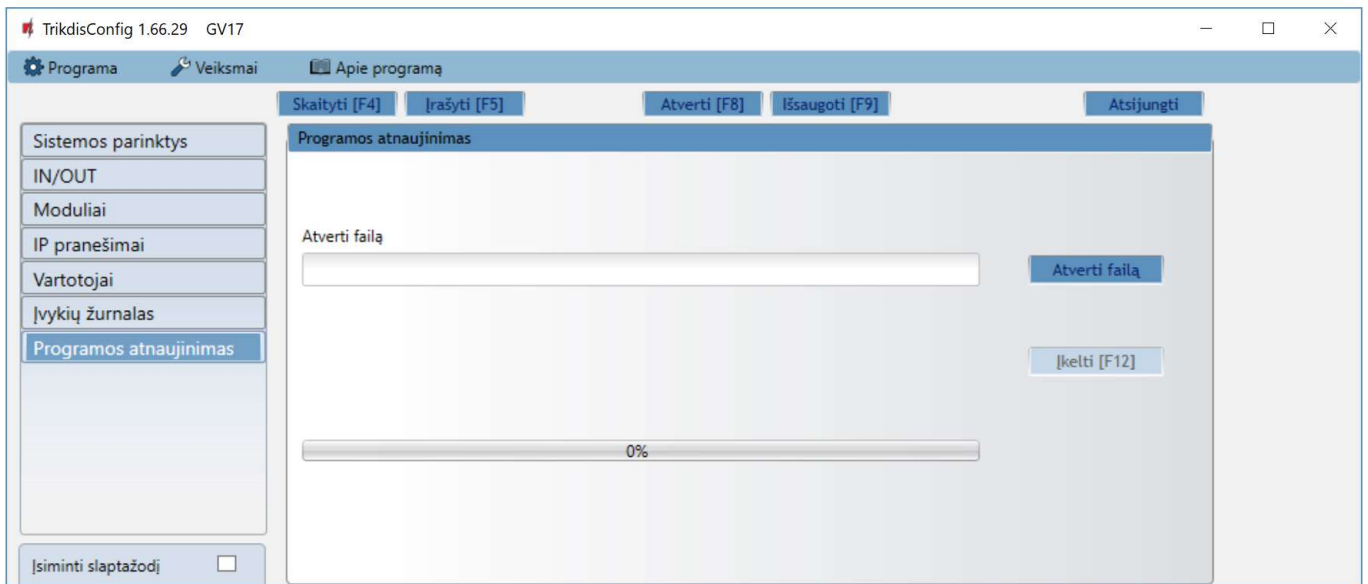 TrikdisConfig 1.66.29 GV17
Programa Veiksmai Apie programą
Skaityti [F4] Įrašyti [F5] Atverti [F8] Išsaugoti [F9] Atsijungti
Sistemos parinktys
IN/OUT
Moduliai
IP pranešimai
Vartotojai
Įvykių žurnalas
Programos atnaujinimas
Programos atnaujinimas
Atverti failą
Atverti failą
Įkelti [F12]
0%
Įsiminti slaptažodį